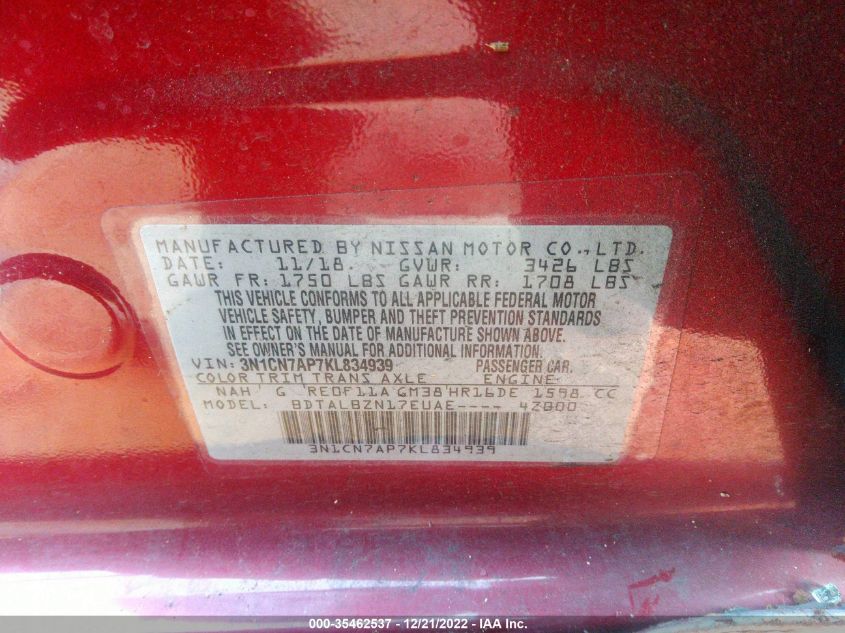 MANUFACTURED BY NISSAN MOTOR CO., LTD.
DATE: 11/18. GVWR: 3426 LBS
GAWR FR: 1750 LBS GAWR RR: 1708 LBS
THIS VEHICLE CONFORMS TO ALL APPLICABLE FEDERAL MOTOR
VEHICLE SAFETY, BUMPER AND THEFT PREVENTION STANDARDS
IN EFFECT ON THE DATE OF MANUFACTURE SHOWN ABOVE.
SEE OWNER'S MANUAL FOR ADDITIONAL INFORMATION.
VIN: 3N1CN7AP7KL834939 PASSENGER CAR.
COLOR TRIM TRANS AXLE ENGINE
NAH G RE0F11A GM38 HR16DE 1598 CC
MODEL: BDTALBZN17EUAE---- 4Z000
H
3N1CN7AP7KL834939
000-35462537 - 12/21/2022 - © IAA Inc.